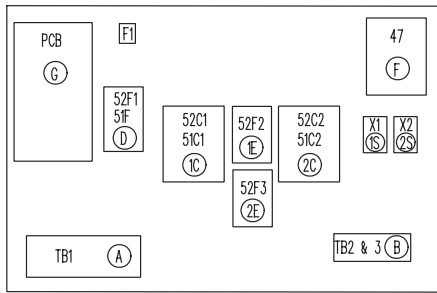 PCB
G
F1
47
F
52F1
51F
D
52C1
51C1
1C
52F2
1E
52C2
51C2
2C
X1
1S
X2
2S
52F3
2E
TB1 A
TB2 & 3 B